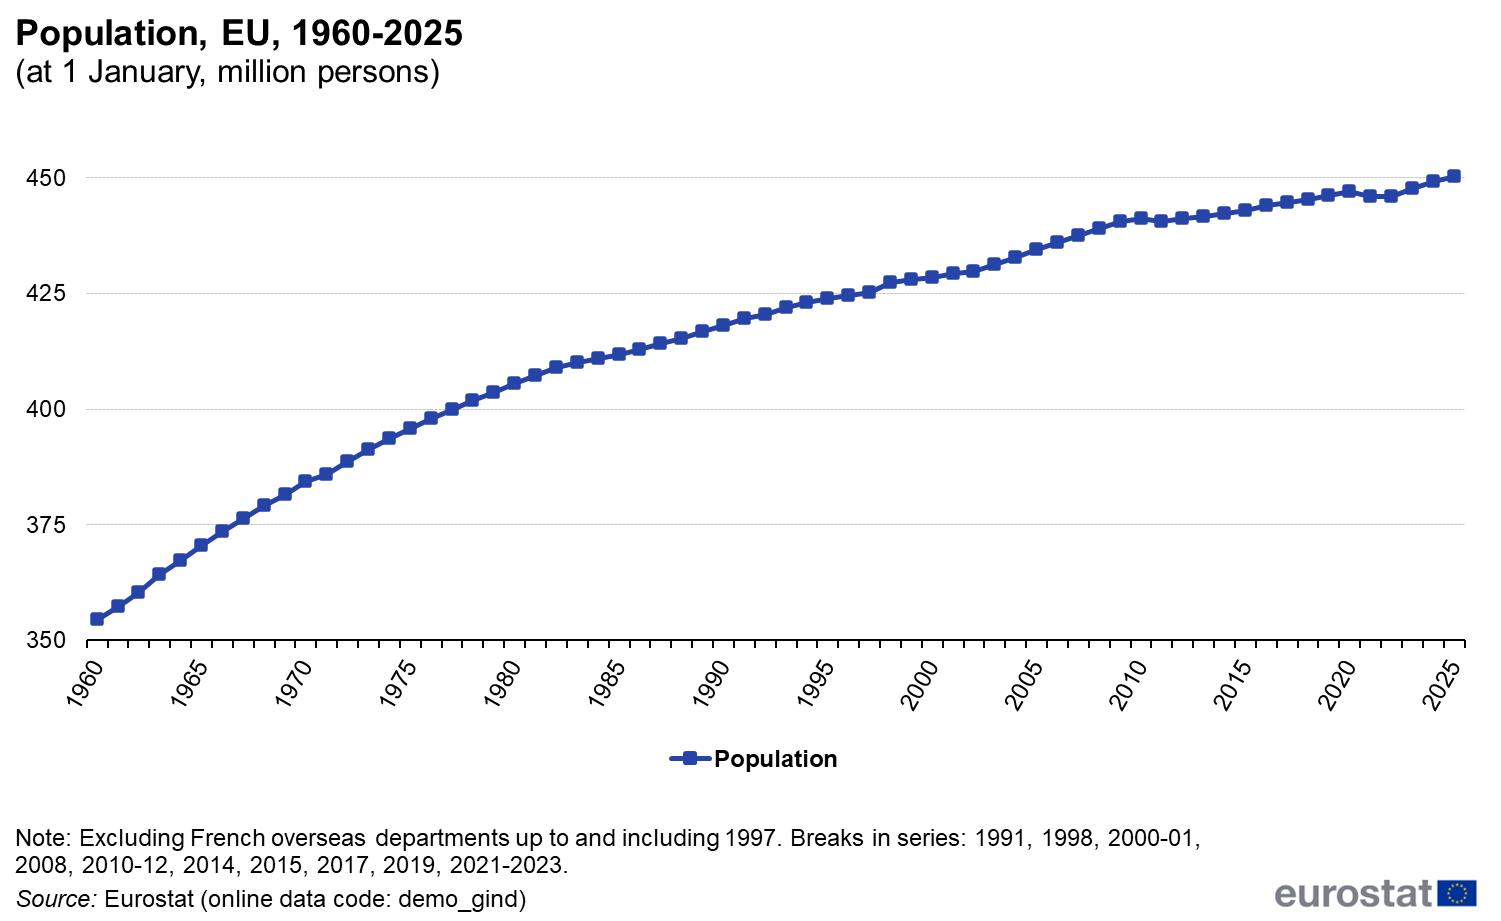 Population, EU, 1960-2025
(at 1 January, million persons)
450
425
400
375
350
1960 1965 1970 1975 1980 1985 1990 1995 2000 2005 2010 2015 2020 2025
Population
Note: Excluding French overseas departments up to and including 1997. Breaks in series: 1991, 1998, 2000-01,
2008, 2010-12, 2014, 2015, 2017, 2019, 2021-2023.
Source: Eurostat (online data code: demo_gind)
eurostat